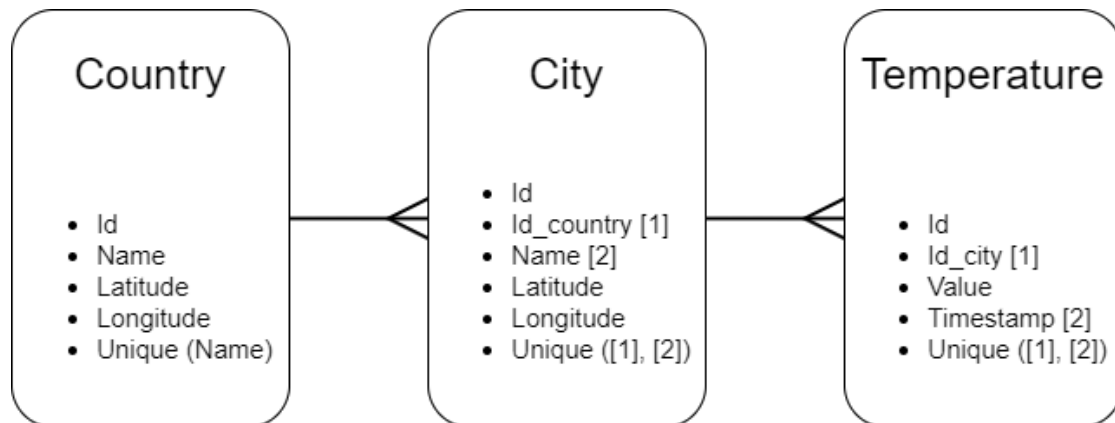 Country
• Id
• Name
• Latitude
• Longitude
• Unique (Name)
City
• Id
• Id_country [1]
• Name [2]
• Latitude
• Longitude
• Unique ([1], [2])
Temperature
• Id
• Id_city [1]
• Value
• Timestamp [2]
• Unique ([1], [2])